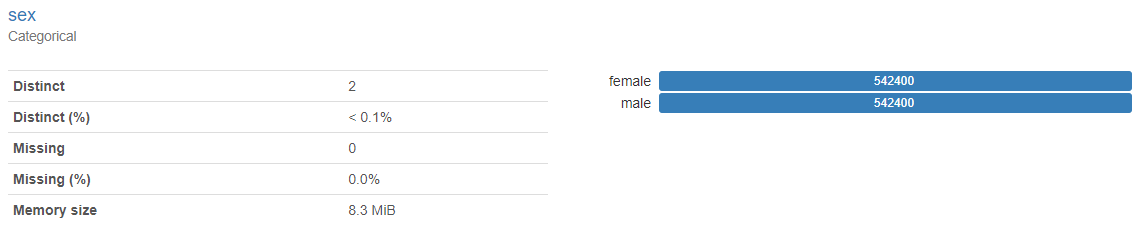 sex
Categorical
Distinct 2
Distinct (%) < 0.1%
Missing 0
Missing (%) 0.0%
Memory size 8.3 MiB
female 542400
male 542400